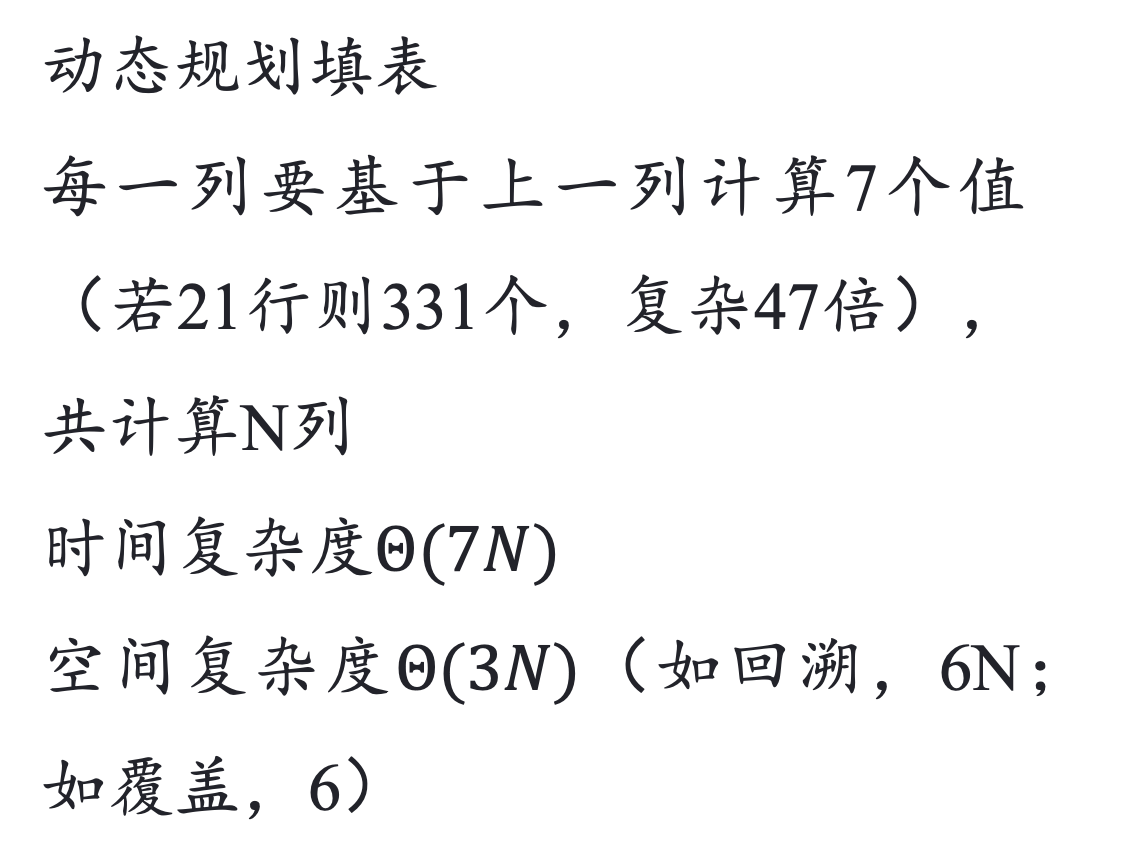 动态规划填表
每一列要基于上一列计算7个值
（若21行则331个，复杂47倍），
共计算N列
时间复杂度Θ(7N)
空间复杂度Θ(3N)（如回溯，6N；
如覆盖，6）